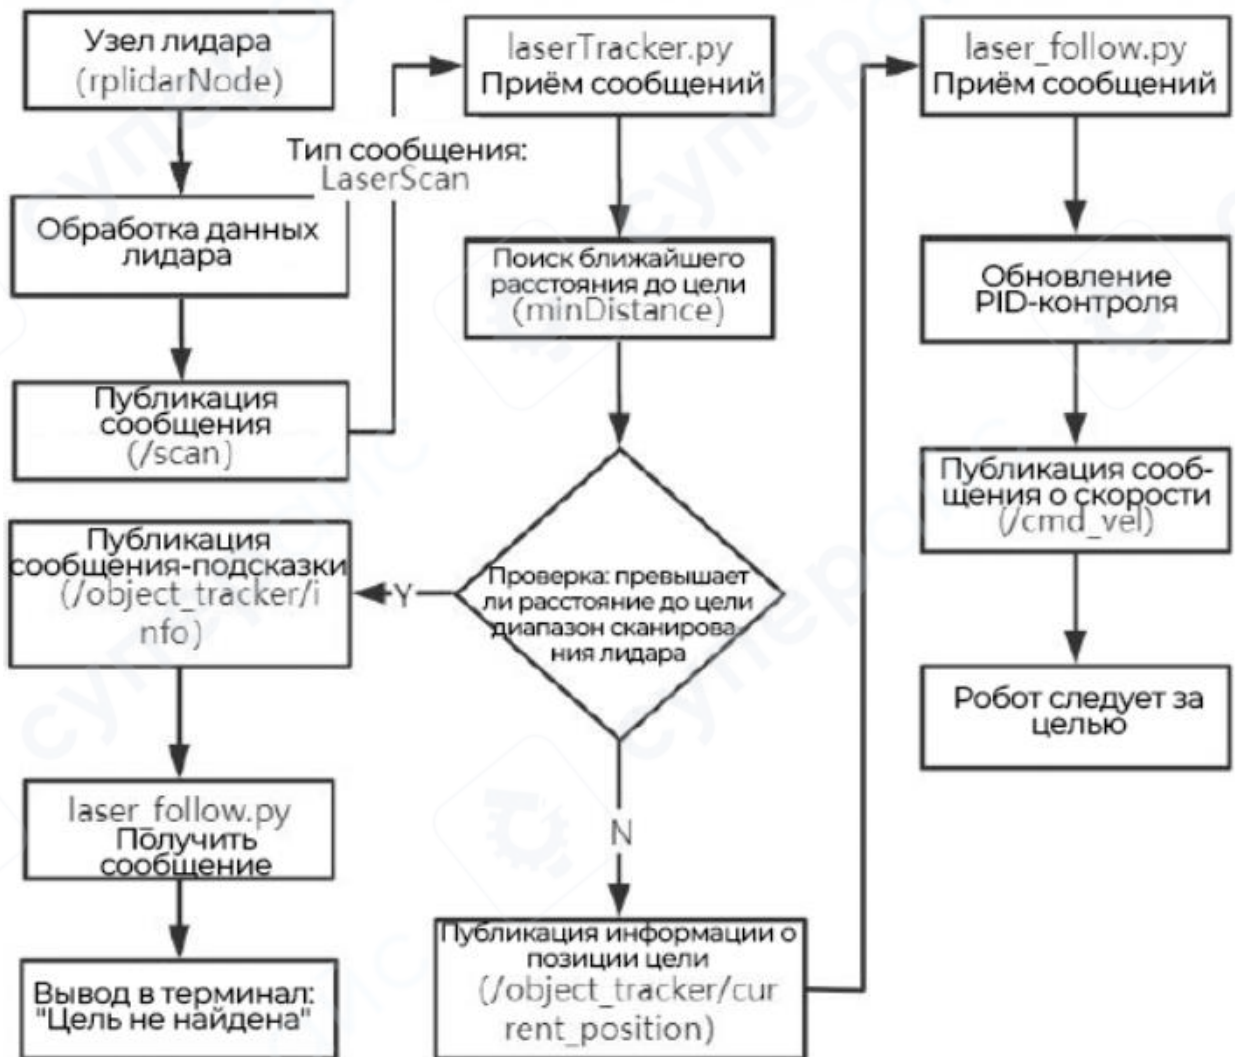 Узел лидара
(rplidarNode)
Обработка данных
лидара
Публикация
сообщения
(/scan)
Тип сообщения:
LaserScan
laserTracker.py
Приём сообщений
Поиск ближайшего
расстояния до цели
(minDistance)
Проверка: превышает
ли расстояние до цели
диапазон сканирова
ния лидара
Y
Публикация
сообщения-подсказки
(/object_tracker/i
nfo)
laser_follow.py
Получить
сообщение
Вывод в терминал:
"Цель не найдена"
N
Публикация информации о
позиции цели
(/object_tracker/cur
rent_position)
laser_follow.py
Приём сообщений
Обновление
PID-контроля
Публикация сооб-
щения о скорости
(/cmd_vel)
Робот следует за
целью